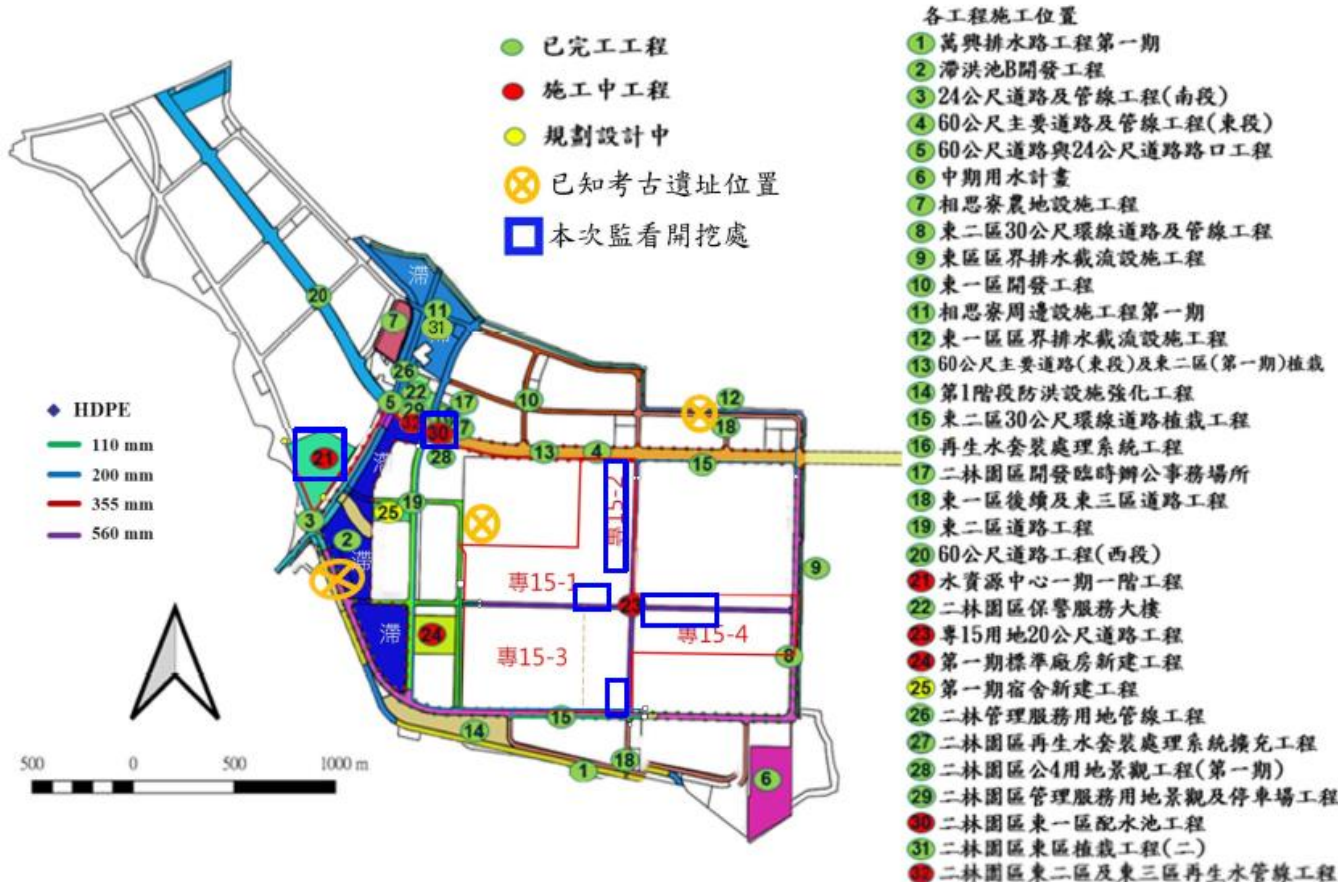 各工程施工位置
已完工工程
施工中工程
規劃設計中
已知考古遺址位置
本次監看開挖處
1 萬興排水路工程第一期
2 滯洪池B開發工程
3 24公尺道路及管線工程(南段)
4 60公尺主要道路及管線工程(東段)
5 60公尺道路與24公尺道路路口工程
6 中期用水計畫
7 相思寮農地設施工程
8 東二區30公尺環線道路及管線工程
9 東區區界排水截流設施工程
10 東一區開發工程
11 相思寮周邊設施工程第一期
12 東一區區界排水截流設施工程
13 60公尺主要道路(東段)及東二區(第一期)植栽
14 第1階段防洪設施強化工程
15 東二區30公尺環線道路植栽工程
16 再生水套裝處理系統工程
17 二林園區開發臨時辦公事務場所
18 東一區後續及東三區道路工程
19 東二區道路工程
20 60公尺道路工程(西段)
21 水資源中心一期一階工程
22 二林園區保警服務大樓
23 專15用地20公尺道路工程
24 第一期標準廠房新建工程
25 第一期宿舍新建工程
26 二林管理服務用地管線工程
27 二林園區再生水套裝處理系統擴充工程
28 二林園區公4用地景觀工程(第一期)
29 二林園區管理服務用地景觀及停車場工程
30 二林園區東一區配水池工程
31 二林園區東區植栽工程(二)
32 二林園區東二區及東三區再生水管線工程
HDPE
110 mm
200 mm
355 mm
560 mm
滯
11
31
滯
20
7
26
22
5
29
17
32
30
7
28
10
12
18
13
4
15
21
滯
3
19
25
2
滯
專15-2
9
專15-1
23
滯
24
專15-3
專15-4
8
15
14
18
1
6
500 0 500 1000 m